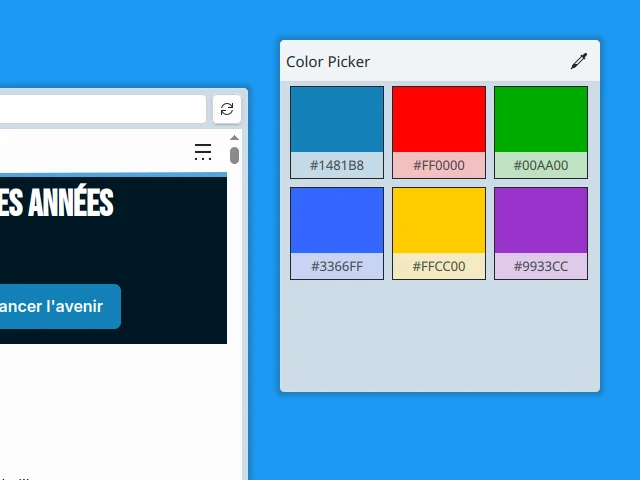 Color Picker
#1481B8 #FF0000 #00AA00
#3366FF #FFCC00 #9933CC
ES ANNÉES
ancer l'avenir